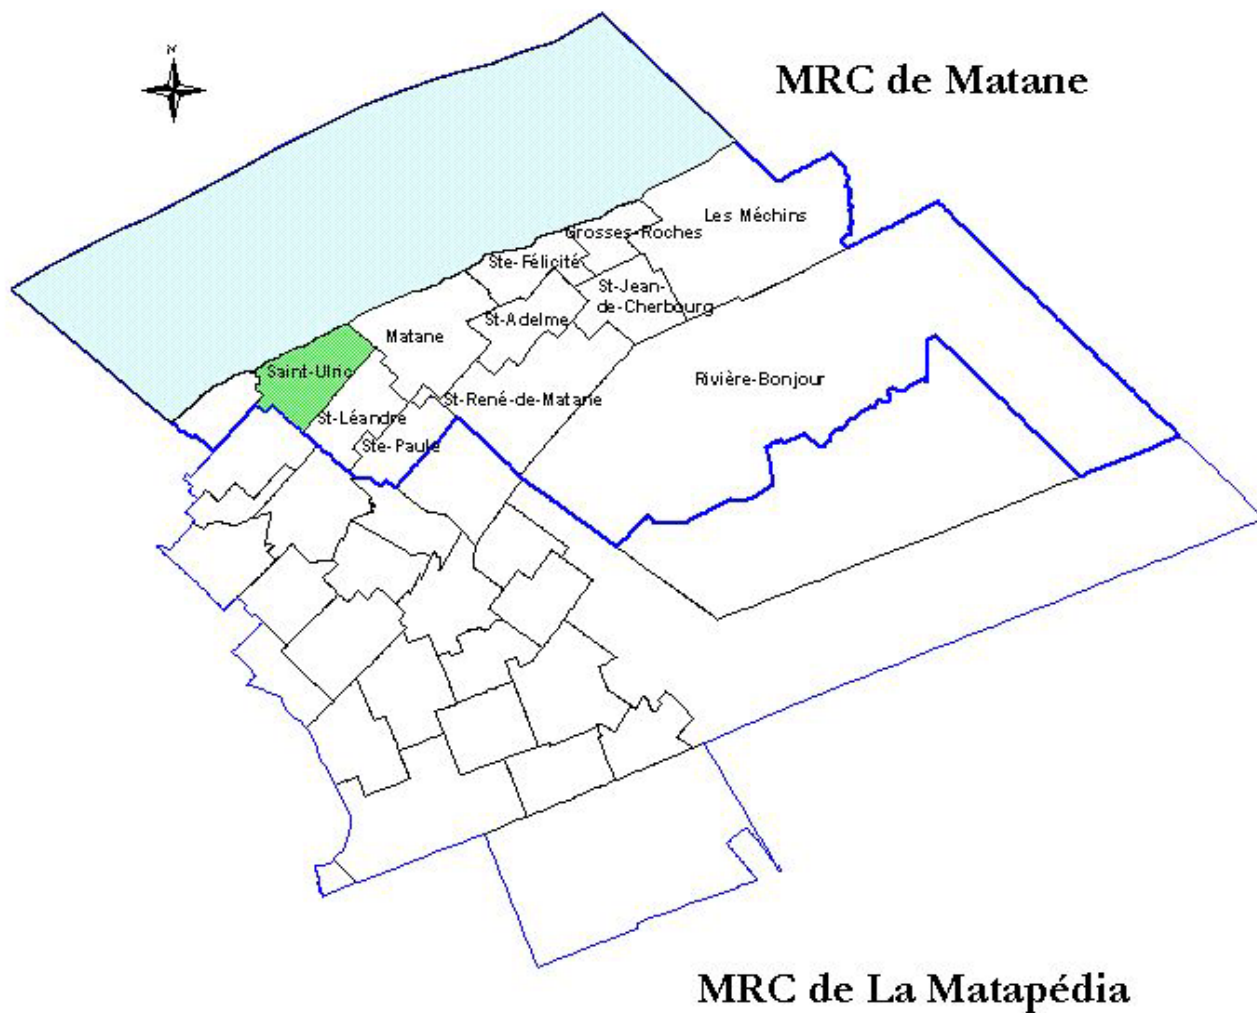 N
MRC de Matane
Les Méchins
Grosses-Roches
Ste-Félicité
St-Jean-
de-Cherbourg
St-Adelme
Matane
Saint-Ulric
Rivière-Bonjour
St-René-de-Matane
St-Léandre
Ste-Paule
MRC de La Matapédia